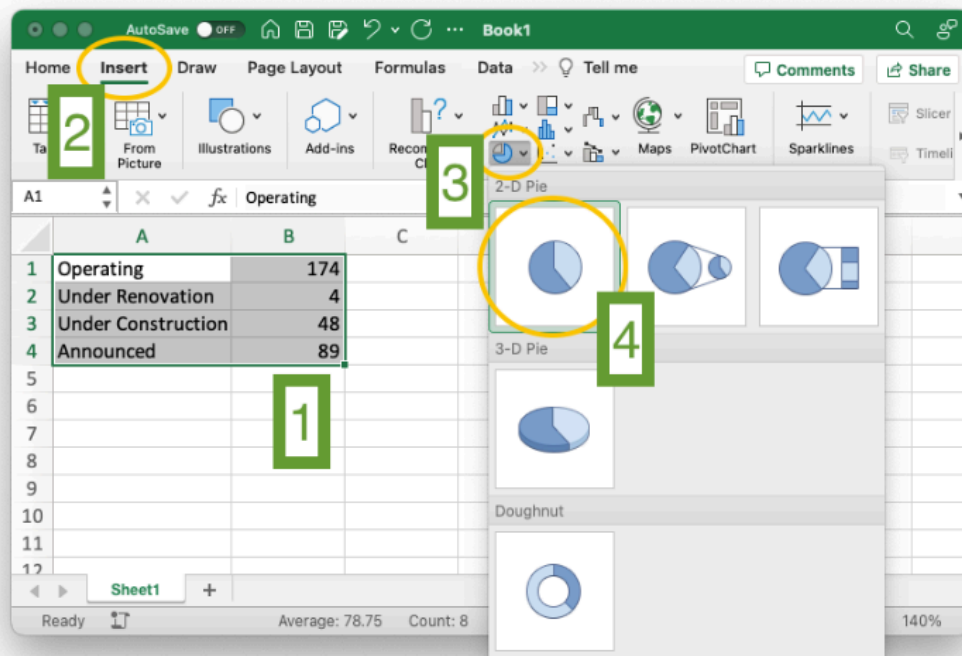 AutoSave OFF ... Book1
Home Insert Draw Page Layout Formulas Data >> Tell me Comments Share
2 From Picture Illustrations Add-ins 3 Maps PivotChart Sparklines Slicer
A1 fx Operating
2-D Pie
A B C
1 Operating 174
2 Under Renovation 4
3 Under Construction 48
4 Announced 89
4
3-D Pie
5
1
6
7
8
9
10
Doughnut
11
12
Sheet1 +
Ready Average: 78.75 Count: 8 140%